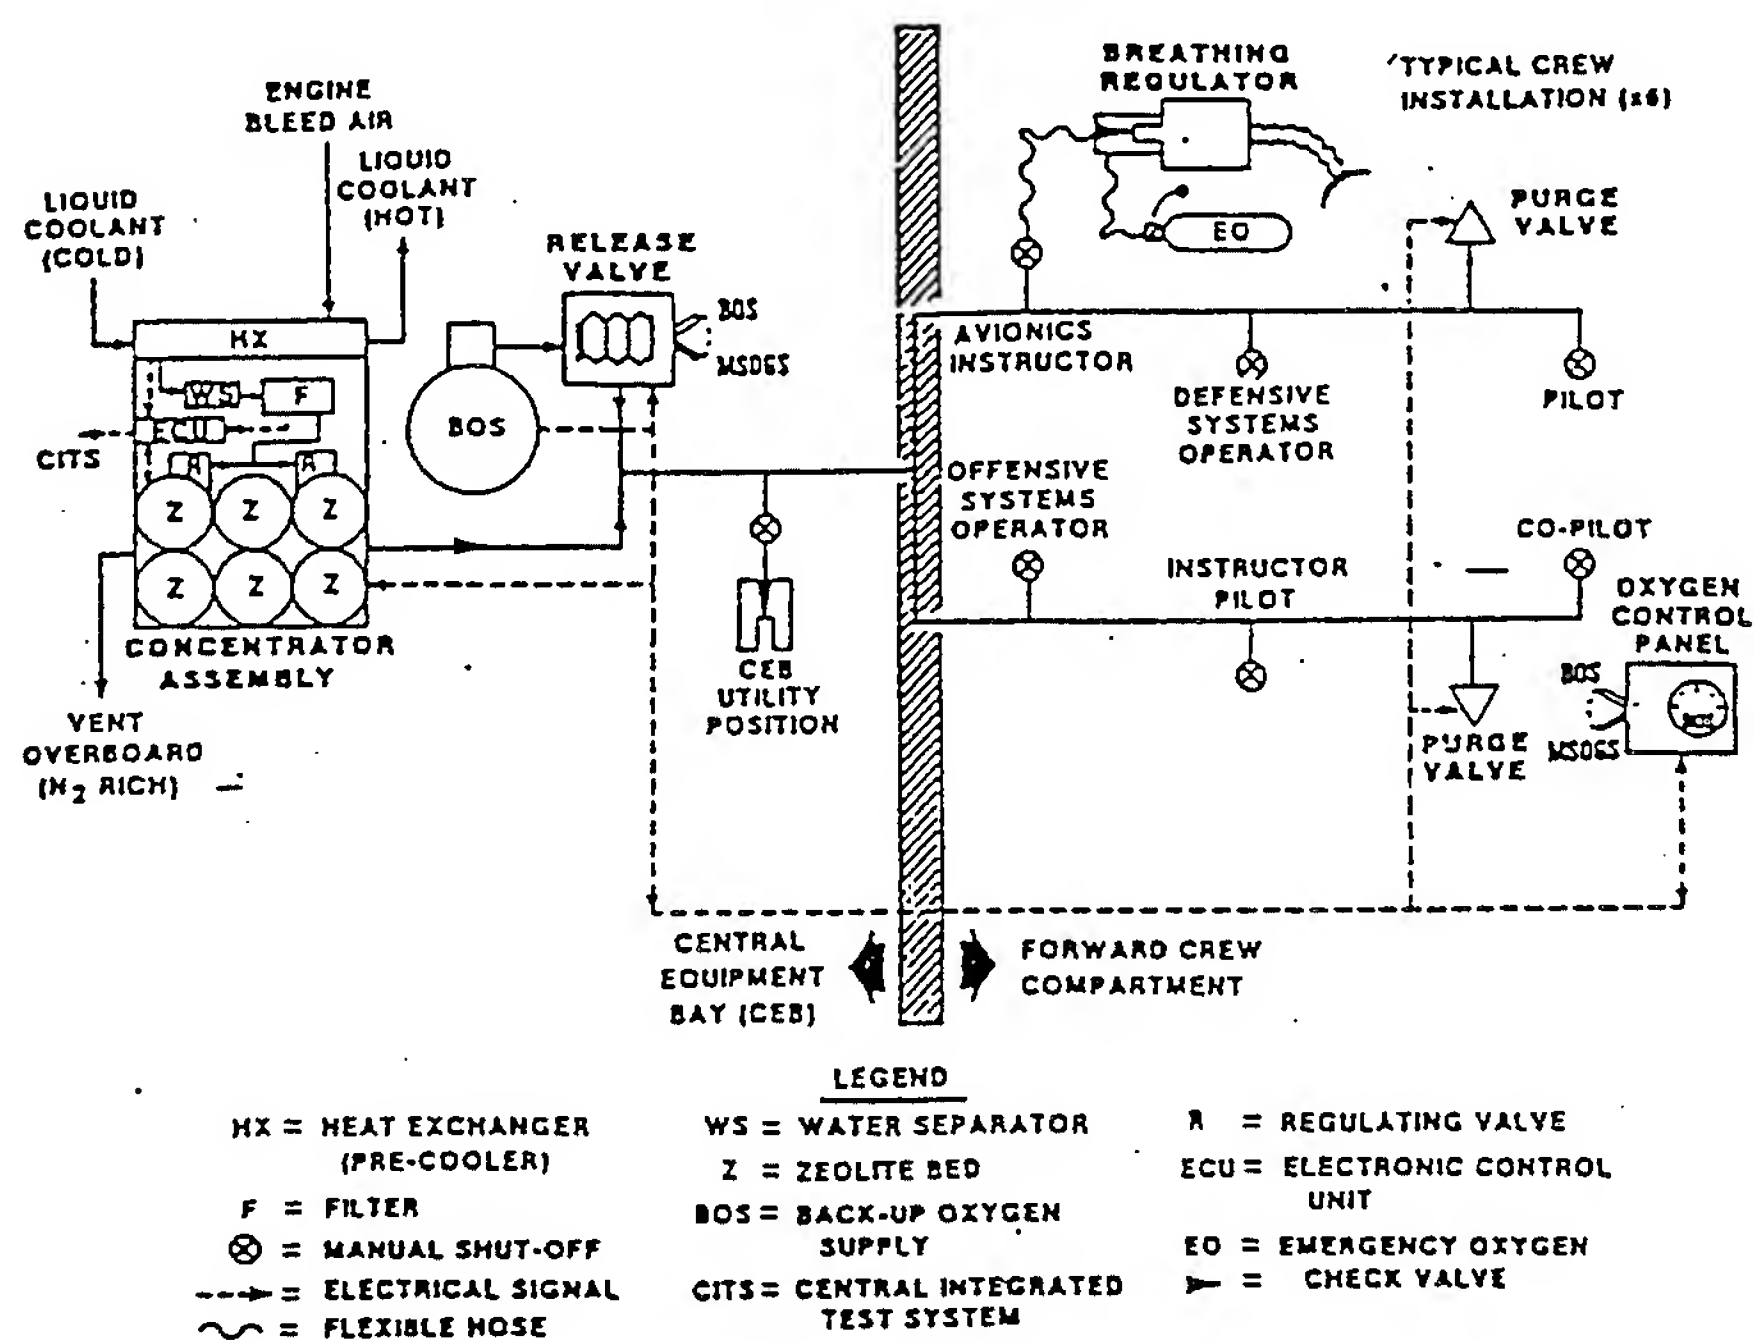 BREATHING
REGULATOR
TYPICAL CREW
INSTALLATION (x6)
ENGINE
BLEED AIR
LIQUID
COOLANT
(HOT)
LIQUID
COOLANT
(COLD)
PURGE
VALVE
EO
RELEASE
VALVE
BOS
MSOGS
HX
WS
F
ECU
CITS
R
R
Z
Z
Z
Z
Z
Z
BOS
AVIONICS
INSTRUCTOR
DEFENSIVE
SYSTEMS
OPERATOR
PILOT
OFFENSIVE
SYSTEMS
OPERATOR
CO-PILOT
INSTRUCTOR
PILOT
OXYGEN
CONTROL
PANEL
BOS
MSOGS
CONCENTRATOR
ASSEMBLY
CEB
UTILITY
POSITION
VENT
OVERBOARD
(N2 RICH)
PURGE
VALVE
CENTRAL
EQUIPMENT
BAY (CEB)
FORWARD CREW
COMPARTMENT
LEGEND
HX = HEAT EXCHANGER
(PRE-COOLER)
F = FILTER
⊗ = MANUAL SHUT-OFF
= ELECTRICAL SIGNAL
= FLEXIBLE HOSE
WS = WATER SEPARATOR
Z = ZEOLITE BED
BOS = BACK-UP OXYGEN
SUPPLY
CITS = CENTRAL INTEGRATED
TEST SYSTEM
R = REGULATING VALVE
ECU = ELECTRONIC CONTROL
UNIT
EO = EMERGENCY OXYGEN
= CHECK VALVE